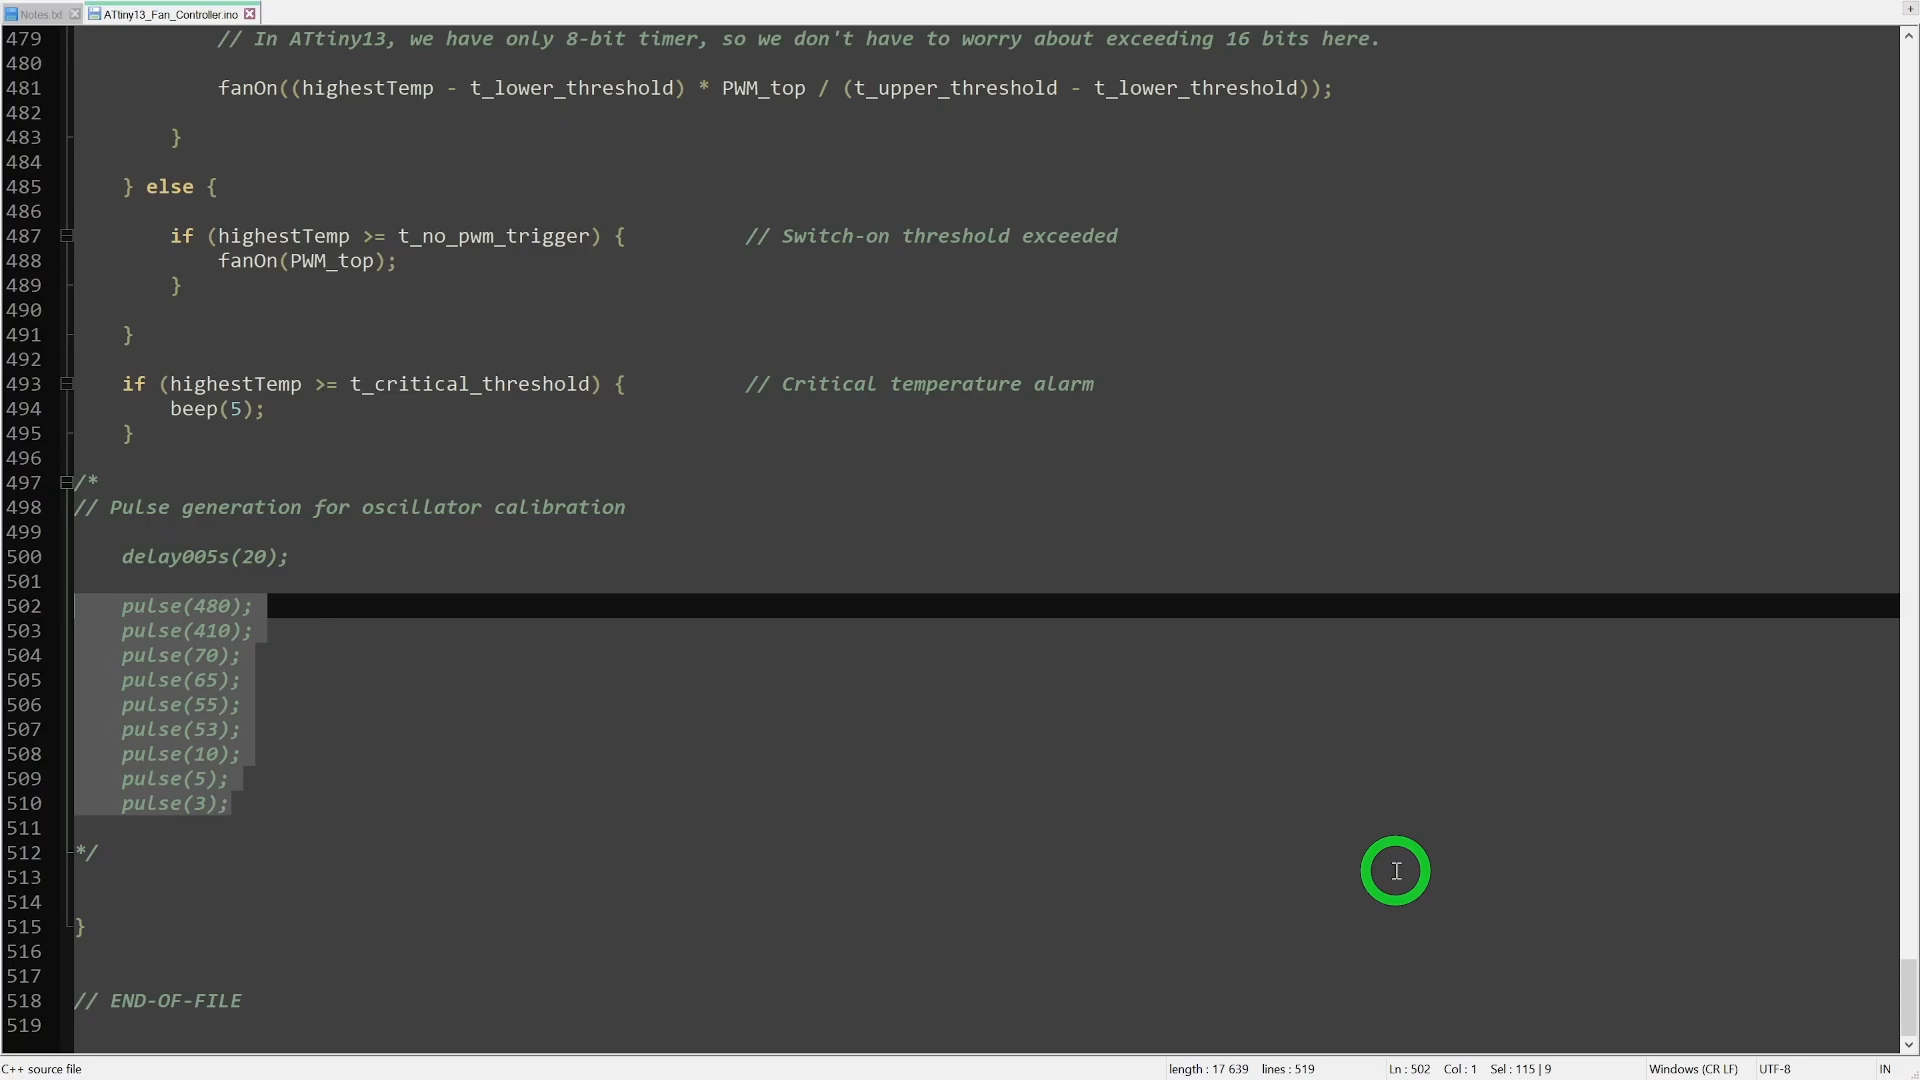 Notes.txt ATtiny13_Fan_Controller.ino
479 // In ATtiny13, we have only 8-bit timer, so we don't have to worry about exceeding 16 bits here.
480
481 fanOn((highestTemp - t_lower_threshold) * PWM_top / (t_upper_threshold - t_lower_threshold));
482
483 }
484
485 } else {
486
487 if (highestTemp >= t_no_pwm_trigger) { // Switch-on threshold exceeded
488 fanOn(PWM_top);
489 }
490
491 }
492
493 if (highestTemp >= t_critical_threshold) { // Critical temperature alarm
494 beep(5);
495 }
496
497 /*
498 // Pulse generation for oscillator calibration
499
500 delay005s(20);
501
502 pulse(480);
503 pulse(410);
504 pulse(70);
505 pulse(65);
506 pulse(55);
507 pulse(53);
508 pulse(10);
509 pulse(5);
510 pulse(3);
511
512 */
513
514
515 }
516
517
518 // END-OF-FILE
519
C++ source file length : 17 639 lines : 519 Ln : 502 Col : 1 Sel : 115 | 9 Windows (CR LF) UTF-8 IN